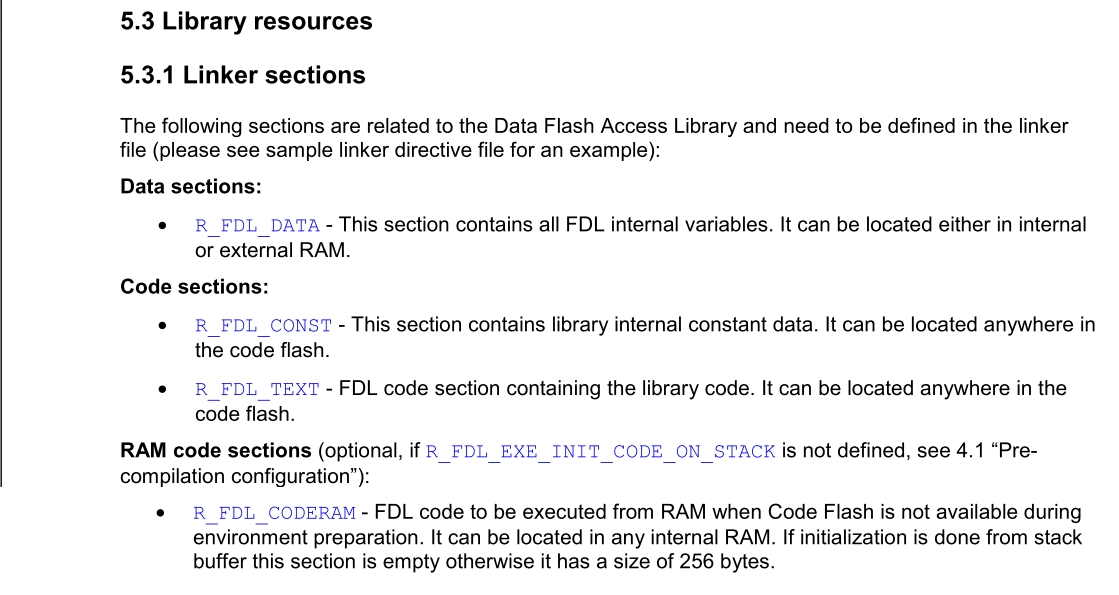 5.3 Library resources
5.3.1 Linker sections
The following sections are related to the Data Flash Access Library and need to be defined in the linker
file (please see sample linker directive file for an example):
Data sections:
• R_FDL_DATA - This section contains all FDL internal variables. It can be located either in internal
or external RAM.
Code sections:
• R_FDL_CONST - This section contains library internal constant data. It can be located anywhere in
the code flash.
• R_FDL_TEXT - FDL code section containing the library code. It can be located anywhere in the
code flash.
RAM code sections (optional, if R_FDL_EXE_INIT_CODE_ON_STACK is not defined, see 4.1 “Pre-
compilation configuration”):
• R_FDL_CODERAM - FDL code to be executed from RAM when Code Flash is not available during
environment preparation. It can be located in any internal RAM. If initialization is done from stack
buffer this section is empty otherwise it has a size of 256 bytes.